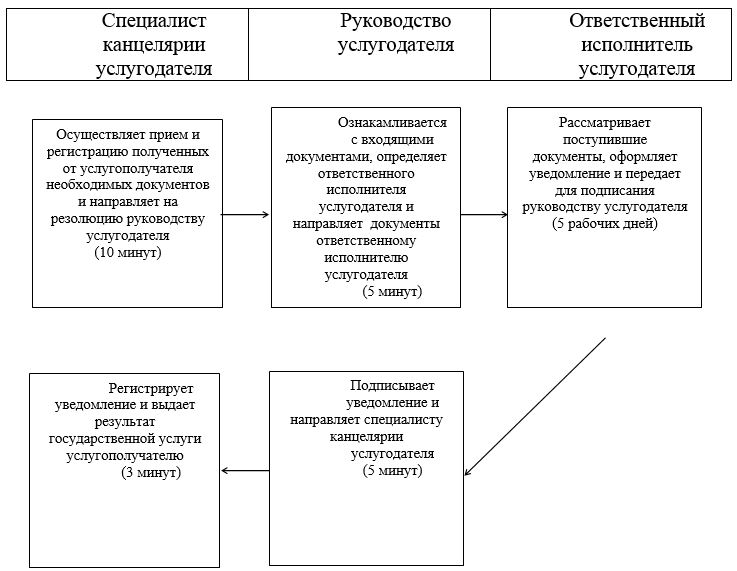 Специалист
канцелярии
услугодателя
Руководство
услугодателя
Ответственный
исполнитель
услугодателя
Осуществляет прием и
регистрацию полученных
от услугополучателя
необходимых документов
и направляет на
резолюцию руководству
услугодателя
(10 минут)
Ознакамливается
с входящими
документами, определяет
ответственного
исполнителя
услугодателя и
направляет документы
ответственному
исполнителю
услугодателя
(5 минут)
Рассматривает
поступившие
документы, оформляет
уведомление и передает
для подписания
руководству услугодателя
(5 рабочих дней)
Регистрирует
уведомление и выдает
результат
государственной услуги
услугополучателю
(3 минут)
Подписывает
уведомление и
направляет специалисту
канцелярии
услугодателя
(5 минут)